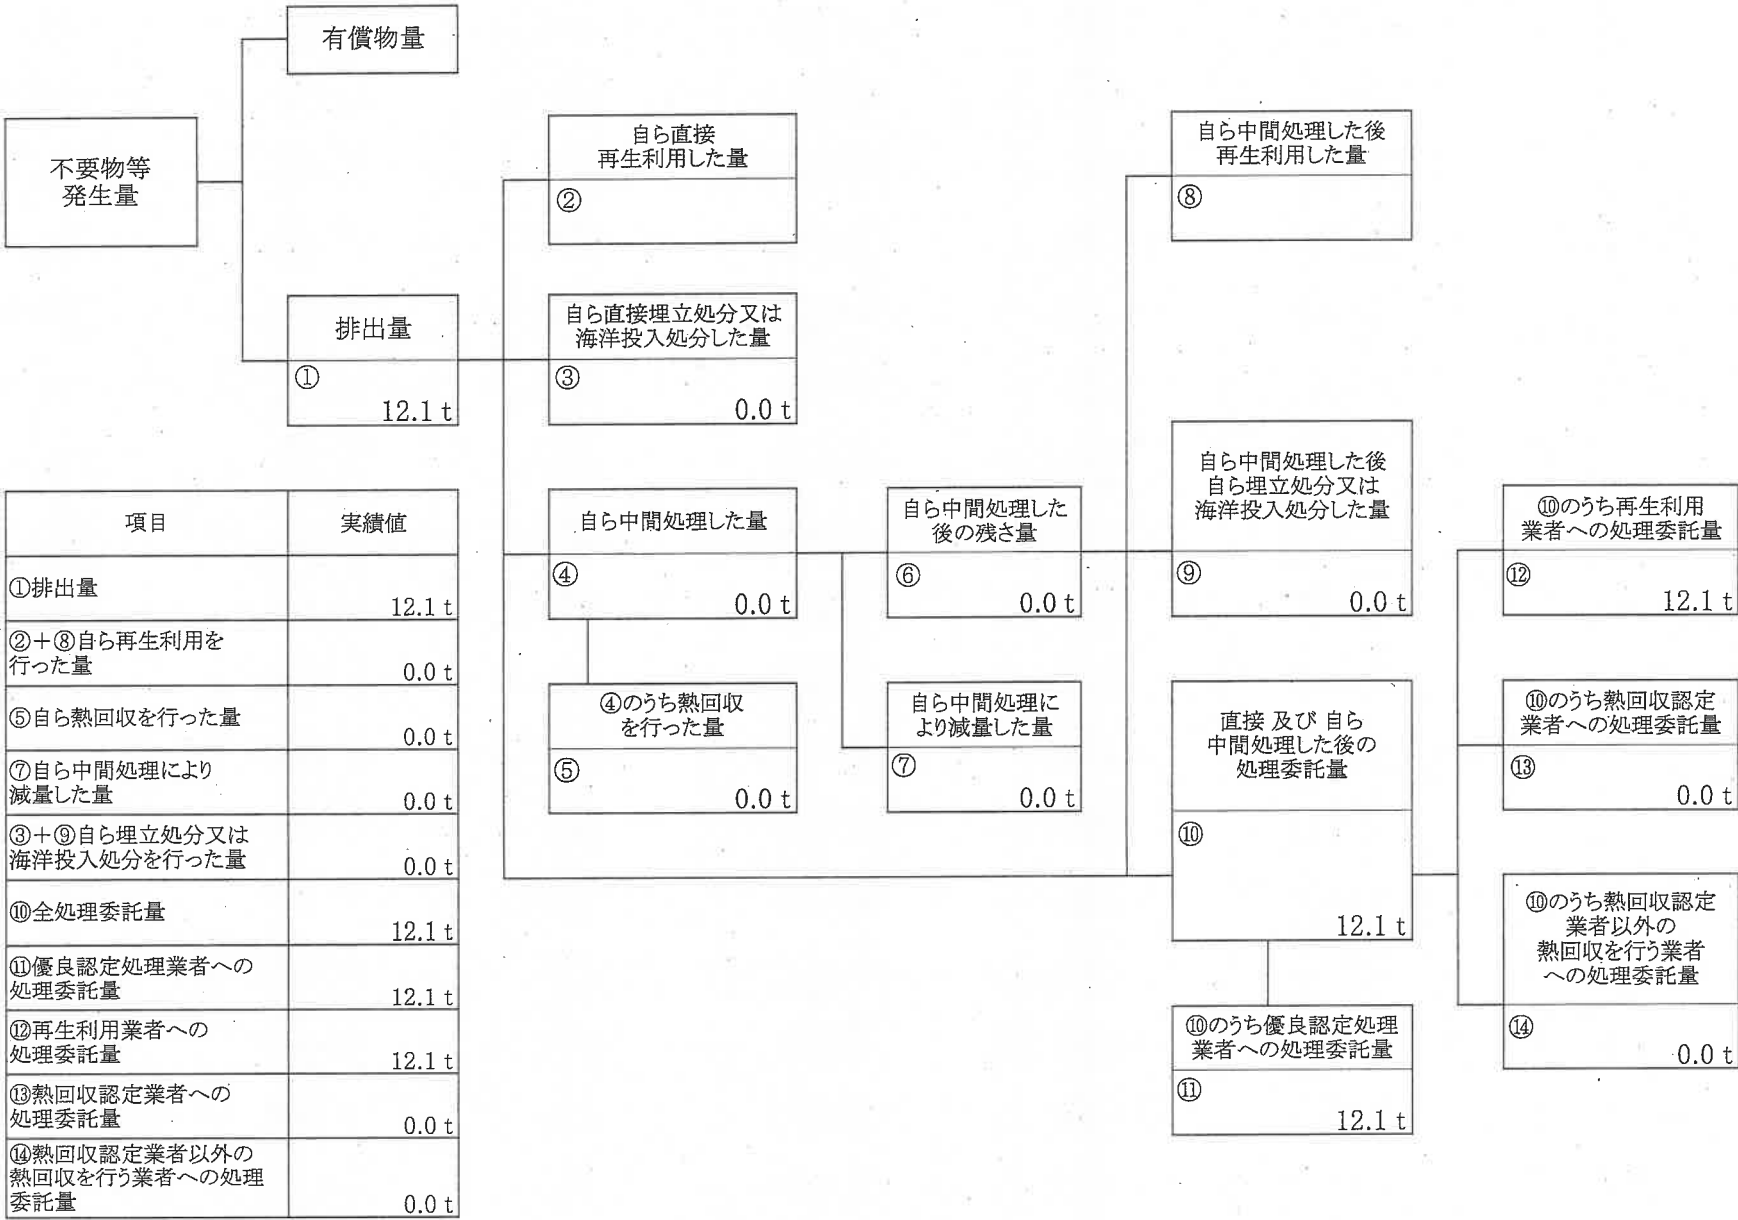 有償物量
不要物等
発生量
排出量
①
12.1 t
自ら直接
再生利用した量
②
自ら直接埋立処分又は
海洋投入処分した量
③
0.0 t
自ら中間処理した量
④
0.0 t
④のうち熱回収
を行った量
⑤
0.0 t
自ら中間処理した
後の残さ量
⑥
0.0 t
自ら中間処理に
より減量した量
⑦
0.0 t
自ら中間処理した後
再生利用した量
⑧
自ら中間処理した後
自ら埋立処分又は
海洋投入処分した量
⑨
0.0 t
直接 及び 自ら
中間処理した後の
処理委託量
⑩
12.1 t
⑩のうち優良認定処理
業者への処理委託量
⑪
12.1 t
⑩のうち再生利用
業者への処理委託量
⑫
12.1 t
⑩のうち熱回収認定
業者への処理委託量
⑬
0.0 t
⑩のうち熱回収認定
業者以外の
熱回収を行う業者
への処理委託量
⑭
0.0 t
項目 実績値
①排出量
12.1 t
②＋⑧自ら再生利用を
行った量
0.0 t
⑤自ら熱回収を行った量
0.0 t
⑦自ら中間処理により
減量した量
0.0 t
③＋⑨自ら埋立処分又は
海洋投入処分を行った量
0.0 t
⑩全処理委託量
12.1 t
⑪優良認定処理業者への
処理委託量
12.1 t
⑫再生利用業者への
処理委託量
12.1 t
⑬熱回収認定業者への
処理委託量
0.0 t
⑭熱回収認定業者以外の
熱回収を行う業者への処理
委託量
0.0 t